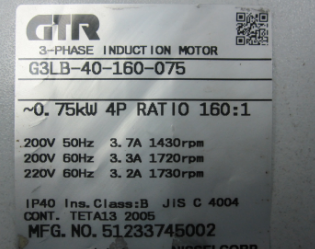 GTR
3-PHASE INDUCTION MOTOR
G3LB-40-160-075
~0.75kW 4P RATIO 160:1
200V 50Hz 3.7A 1430rpm
200V 60Hz 3.3A 1720rpm
220V 60Hz 3.2A 1730rpm
IP40 Ins.Class:B JIS C 4004
CONT. TETA13 2005
MFG.NO.51233745002